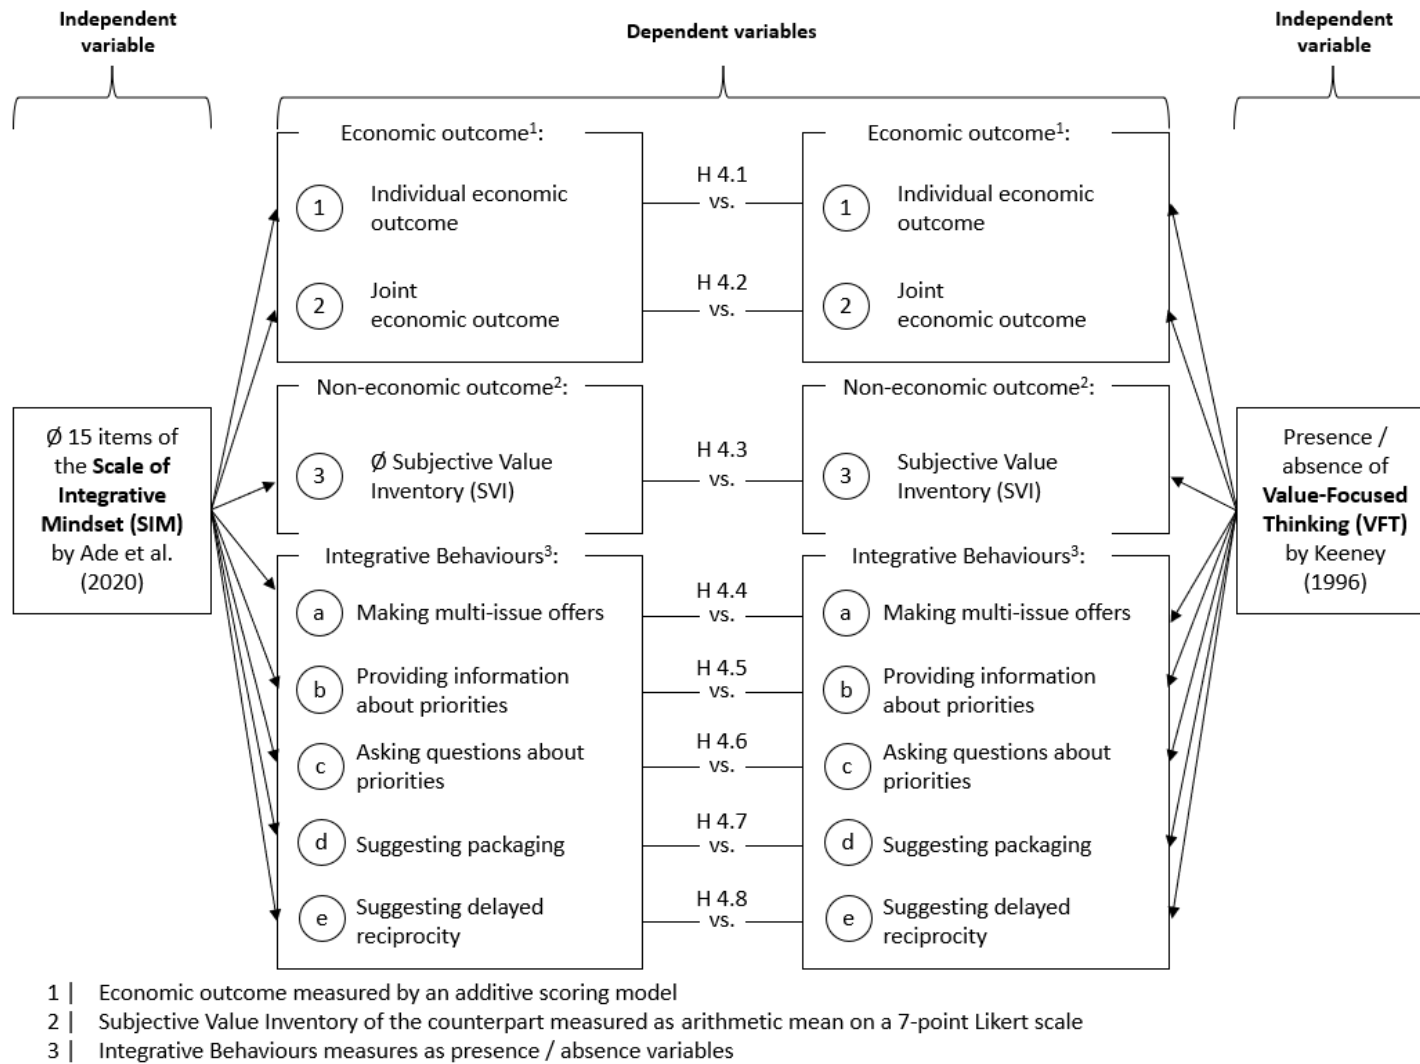 Independent
variable
Dependent variables
Independent
variable
Economic outcome¹:
1 Individual economic
outcome
2 Joint
economic outcome
Non-economic outcome²:
3 Ø Subjective Value
Inventory (SVI)
Integrative Behaviours³:
a Making multi-issue offers
b Providing information
about priorities
c Asking questions about
priorities
d Suggesting packaging
e Suggesting delayed
reciprocity
H 4.1
vs.
H 4.2
vs.
H 4.3
vs.
H 4.4
vs.
H 4.5
vs.
H 4.6
vs.
H 4.7
vs.
H 4.8
vs.
Economic outcome¹:
1 Individual economic
outcome
2 Joint
economic outcome
Non-economic outcome²:
3 Subjective Value
Inventory (SVI)
Integrative Behaviours³:
a Making multi-issue offers
b Providing information
about priorities
c Asking questions about
priorities
d Suggesting packaging
e Suggesting delayed
reciprocity
Ø 15 items of
the Scale of
Integrative
Mindset (SIM)
by Ade et al.
(2020)
Presence /
absence of
Value-Focused
Thinking (VFT)
by Keeney
(1996)
1 | Economic outcome measured by an additive scoring model
2 | Subjective Value Inventory of the counterpart measured as arithmetic mean on a 7-point Likert scale
3 | Integrative Behaviours measures as presence / absence variables